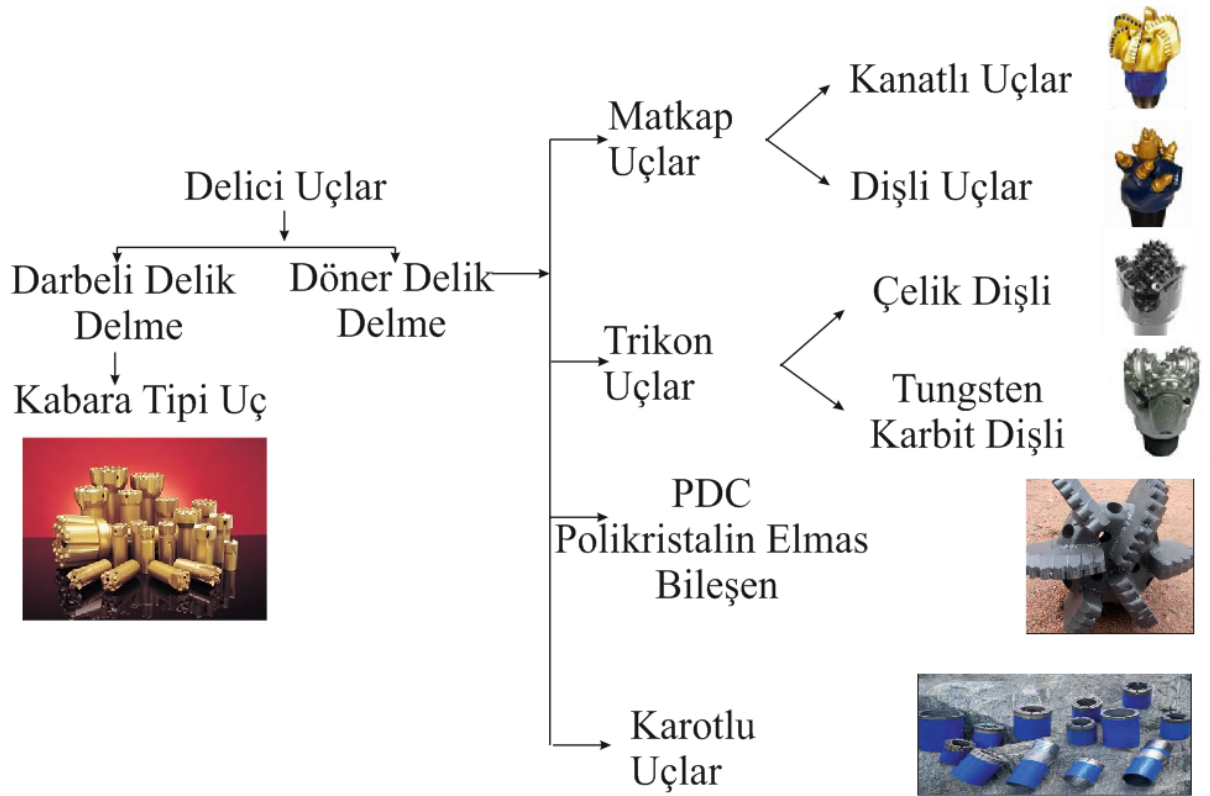 Delici Uçlar
Darbeli Delik
Delme
Döner Delik
Delme
Kabara Tipi Uç
Matkap
Uçlar
Kanatlı Uçlar
Dişli Uçlar
Trikon
Uçlar
Çelik Dişli
Tungsten
Karbit Dişli
PDC
Polikristalin Elmas
Bileşen
Karotlu
Uçlar